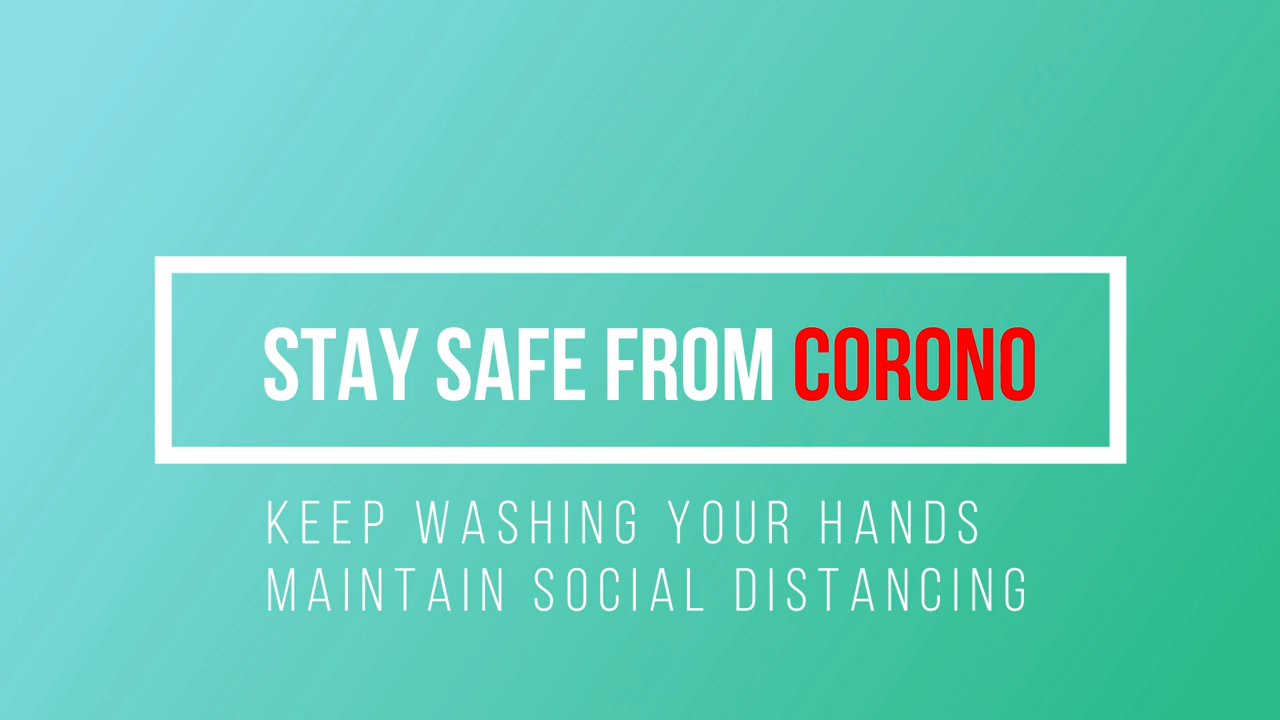 STAY SAFE FROM CORONO
KEEP WASHING YOUR HANDS
MAINTAIN SOCIAL DISTANCING